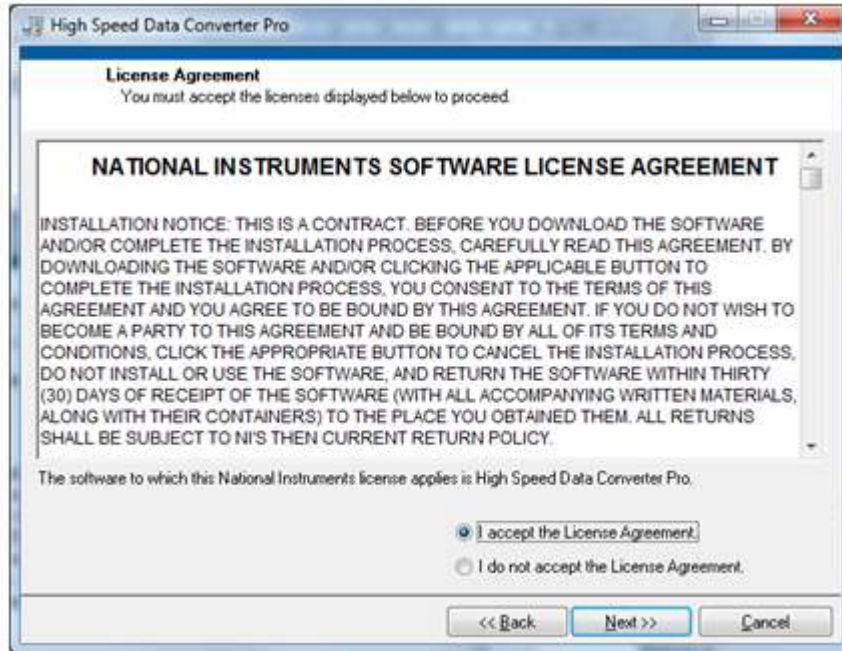 High Speed Data Converter Pro
License Agreement
You must accept the licenses displayed below to proceed.
NATIONAL INSTRUMENTS SOFTWARE LICENSE AGREEMENT
INSTALLATION NOTICE: THIS IS A CONTRACT. BEFORE YOU DOWNLOAD THE SOFTWARE
AND/OR COMPLETE THE INSTALLATION PROCESS, CAREFULLY READ THIS AGREEMENT. BY
DOWNLOADING THE SOFTWARE AND/OR CLICKING THE APPLICABLE BUTTON TO
COMPLETE THE INSTALLATION PROCESS, YOU CONSENT TO THE TERMS OF THIS
AGREEMENT AND YOU AGREE TO BE BOUND BY THIS AGREEMENT. IF YOU DO NOT WISH TO
BECOME A PARTY TO THIS AGREEMENT AND BE BOUND BY ALL OF ITS TERMS AND
CONDITIONS, CLICK THE APPROPRIATE BUTTON TO CANCEL THE INSTALLATION PROCESS,
DO NOT INSTALL OR USE THE SOFTWARE, AND RETURN THE SOFTWARE WITHIN THIRTY
(30) DAYS OF RECEIPT OF THE SOFTWARE (WITH ALL ACCOMPANYING WRITTEN MATERIALS,
ALONG WITH THEIR CONTAINERS) TO THE PLACE YOU OBTAINED THEM. ALL RETURNS
SHALL BE SUBJECT TO NI'S THEN CURRENT RETURN POLICY.
The software to which this National Instruments license applies is High Speed Data Converter Pro.
I accept the License Agreement.
I do not accept the License Agreement.
<< Back Next >> Cancel